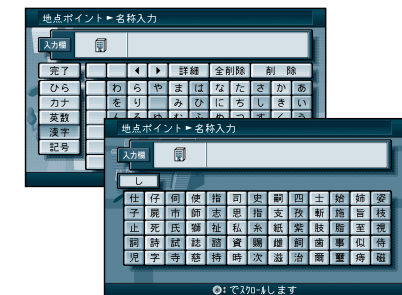 地点ポイント►名称入力
入力欄
完了 ◀ ▶ 詳細 全削除 削 除
ひら わ ら や ま は な た さ か あ
カナ を り み ひ に ち し き い
英数
漢字
記号
地点ポイント►名称入力
入力欄
し
仕 仔 伺 使 指 司 史 嗣 四 士 始 姉 姿
子 屍 市 師 志 思 指 支 孜 斯 施 旨 枝
止 死 氏 獅 祉 私 糸 紙 紫 肢 脂 至 視
詞 詩 試 誌 諮 資 賜 雌 飼 歯 事 似 侍
児 字 寺 慈 持 時 次 滋 治 爾 璽 痔 磁
:でスクロールします